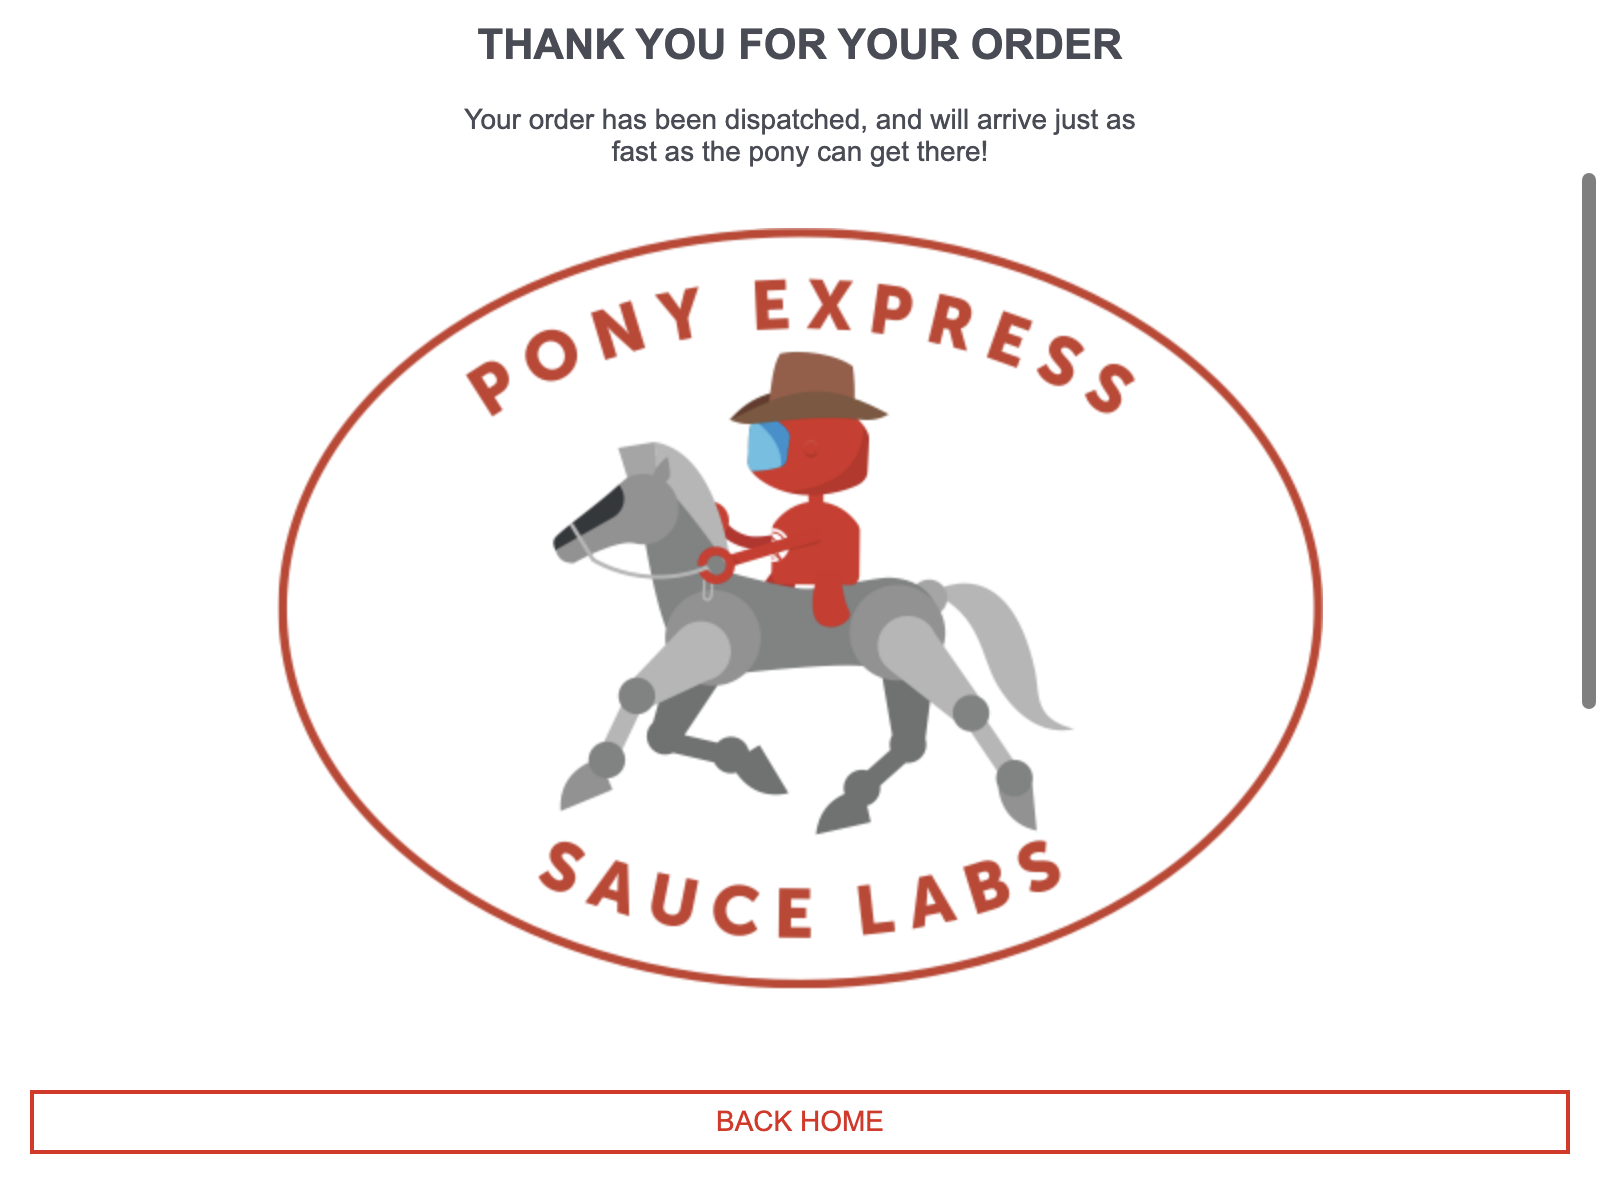 THANK YOU FOR YOUR ORDER
Your order has been dispatched, and will arrive just as
fast as the pony can get there!
PONY EXPRESS
SAUCE LABS
BACK HOME